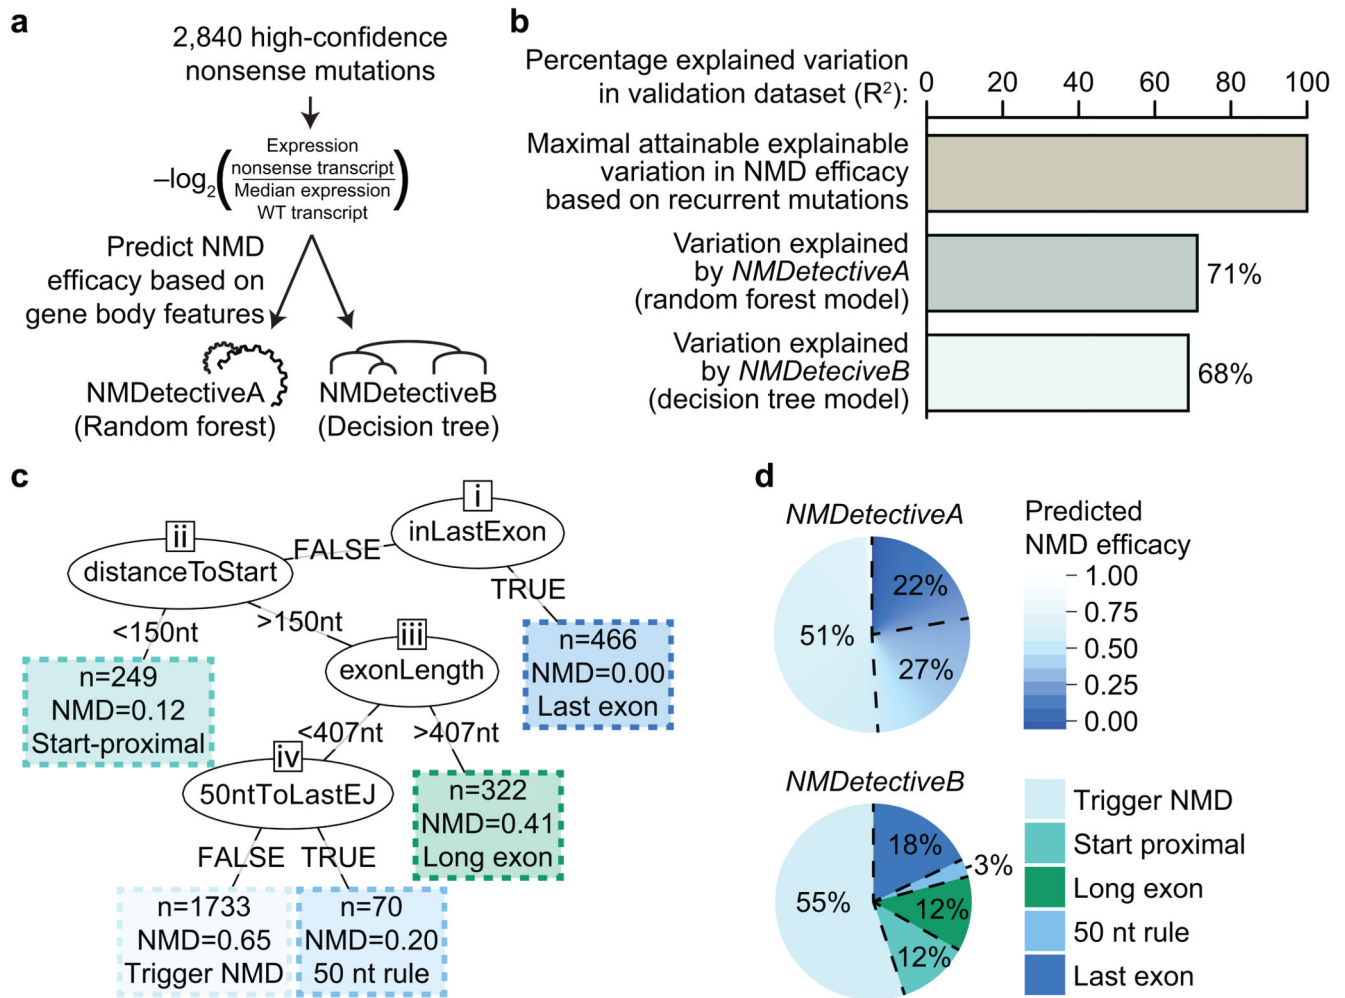 a
2,840 high-confidence
nonsense mutations
Expression
nonsense transcript
–log2( )
Median expression
WT transcript
Predict NMD
efficacy based on
gene body features
NMDetectiveA
(Random forest)
NMDetectiveB
(Decision tree)
b
Percentage explained variation
in validation dataset (R²):
0 20 40 60 80 100
Maximal attainable explainable
variation in NMD efficacy
based on recurrent mutations
Variation explained
by NMDetectiveA
(random forest model)
71%
Variation explained
by NMDeteciveB
(decision tree model)
68%
c
i
inLastExon
FALSE
TRUE
ii
distanceToStart
<150nt
>150nt
n=466
NMD=0.00
Last exon
iii
exonLength
n=249
NMD=0.12
Start-proximal
<407nt
>407nt
iv
50ntToLastEJ
n=322
NMD=0.41
Long exon
FALSE
TRUE
n=1733
NMD=0.65
Trigger NMD
n=70
NMD=0.20
50 nt rule
d
NMDetectiveA
22%
27%
51%
Predicted
NMD efficacy
1.00
0.75
0.50
0.25
0.00
NMDetectiveB
18%
3%
12%
12%
55%
Trigger NMD
Start proximal
Long exon
50 nt rule
Last exon